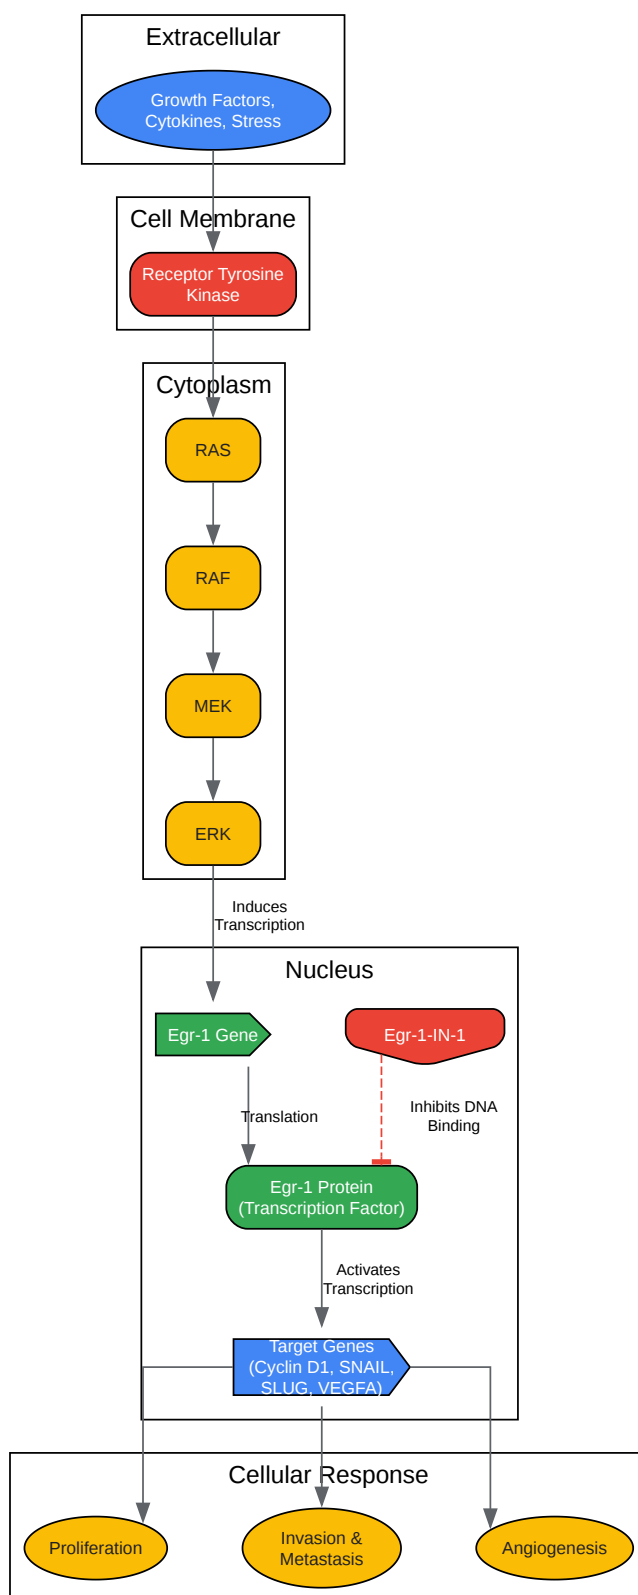 Extracellular
Growth Factors,
Cytokines, Stress
Cell Membrane
Receptor Tyrosine
Kinase
Cytoplasm
RAS
RAF
MEK
ERK
Induces
Transcription
Nucleus
Egr-1 Gene
Egr-1-IN-1
Translation
Inhibits DNA
Binding
Egr-1 Protein
(Transcription Factor)
Activates
Transcription
Target Genes
(Cyclin D1, SNAIL,
SLUG, VEGFA)
Cellular Response
Proliferation
Invasion &
Metastasis
Angiogenesis